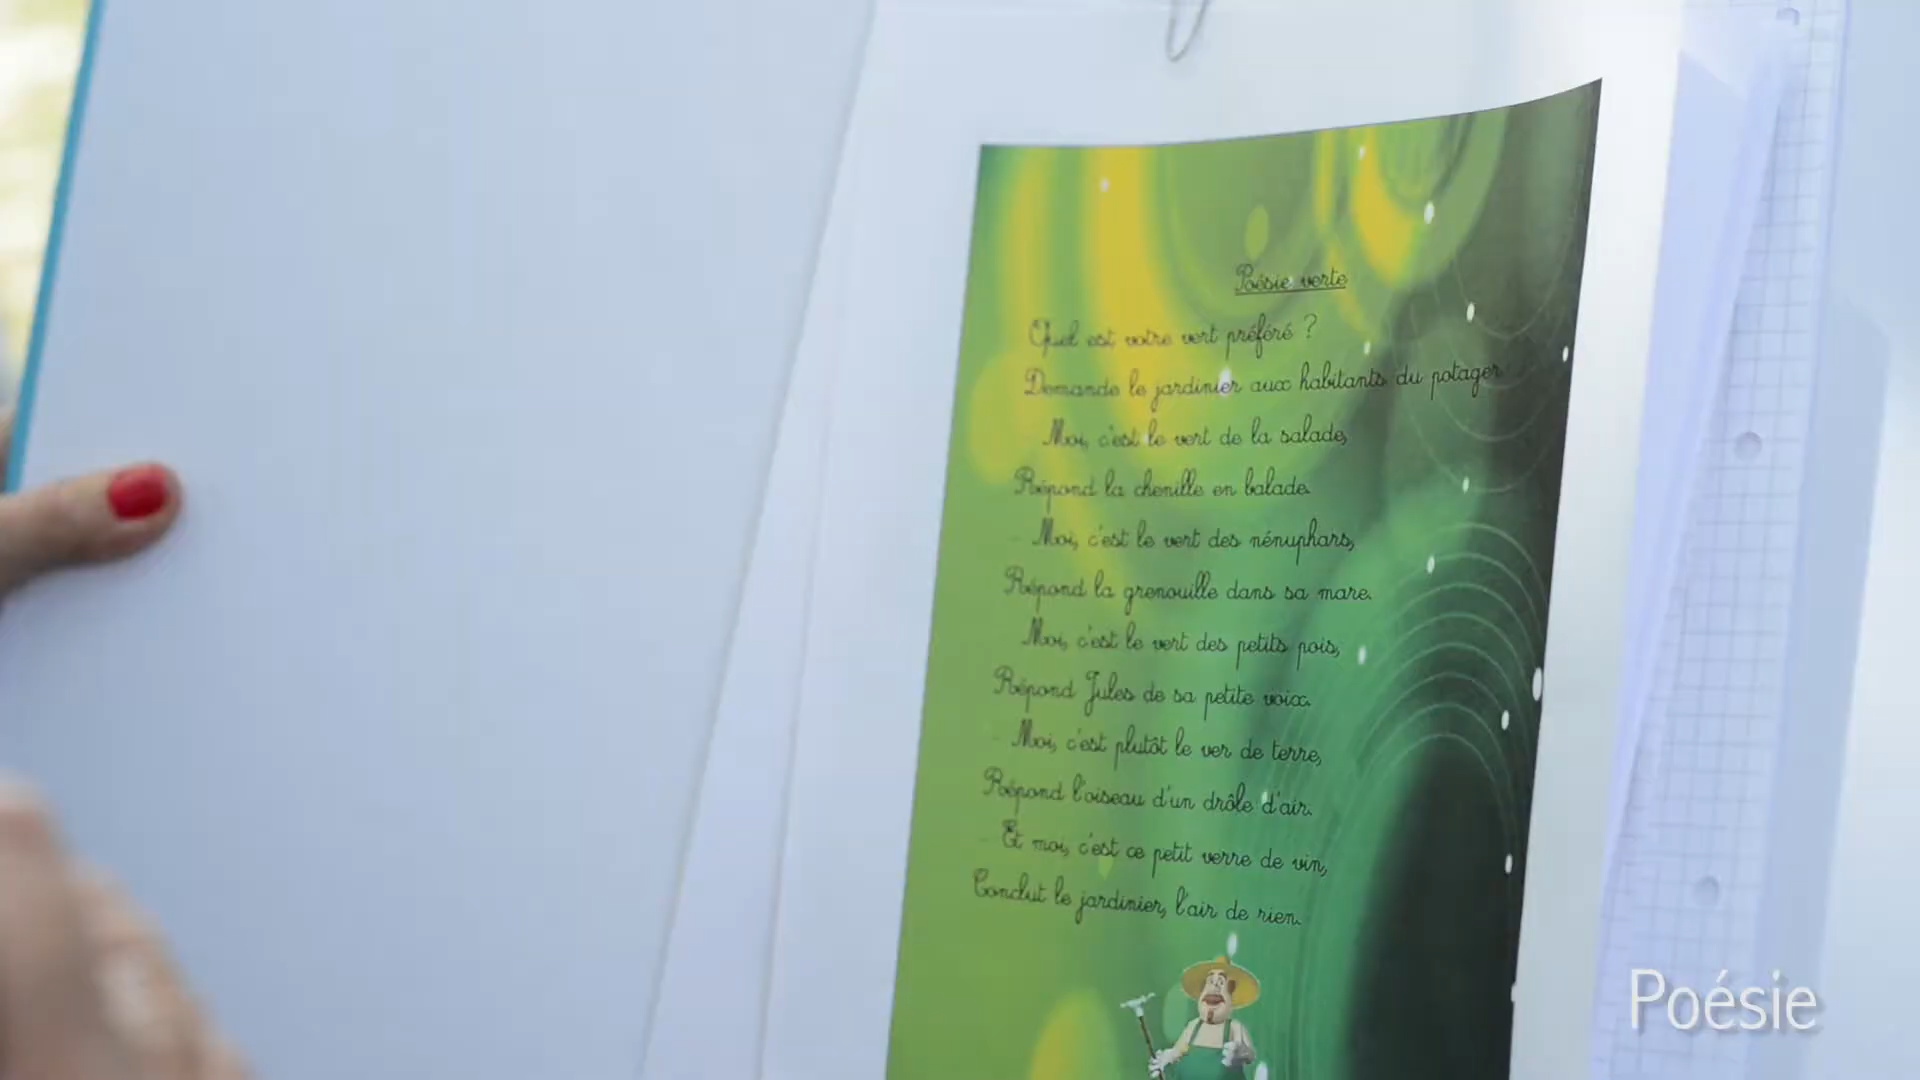 Poésie verte
Quel est votre vert préféré ?
Demande le jardinier aux habitants du potager
Moi, c'est le vert de la salade,
Répond la chenille en balade.
- Moi, c'est le vert des nénuphars,
Répond la grenouille dans sa mare.
Moi, c'est le vert des petits pois,
Répond Jules de sa petite voix.
- Moi, c'est plutôt le ver de terre,
Répond l'oiseau d'un drôle d'air.
- Et moi, c'est ce petit verre de vin,
Conclut le jardinier, l'air de rien.
Poésie